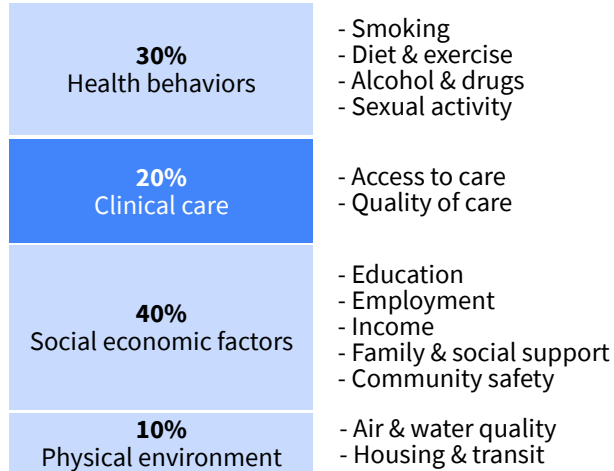 30%
Health behaviors
- Smoking
- Diet & exercise
- Alcohol & drugs
- Sexual activity
20%
Clinical care
- Access to care
- Quality of care
40%
Social economic factors
- Education
- Employment
- Income
- Family & social support
- Community safety
10%
Physical environment
- Air & water quality
- Housing & transit